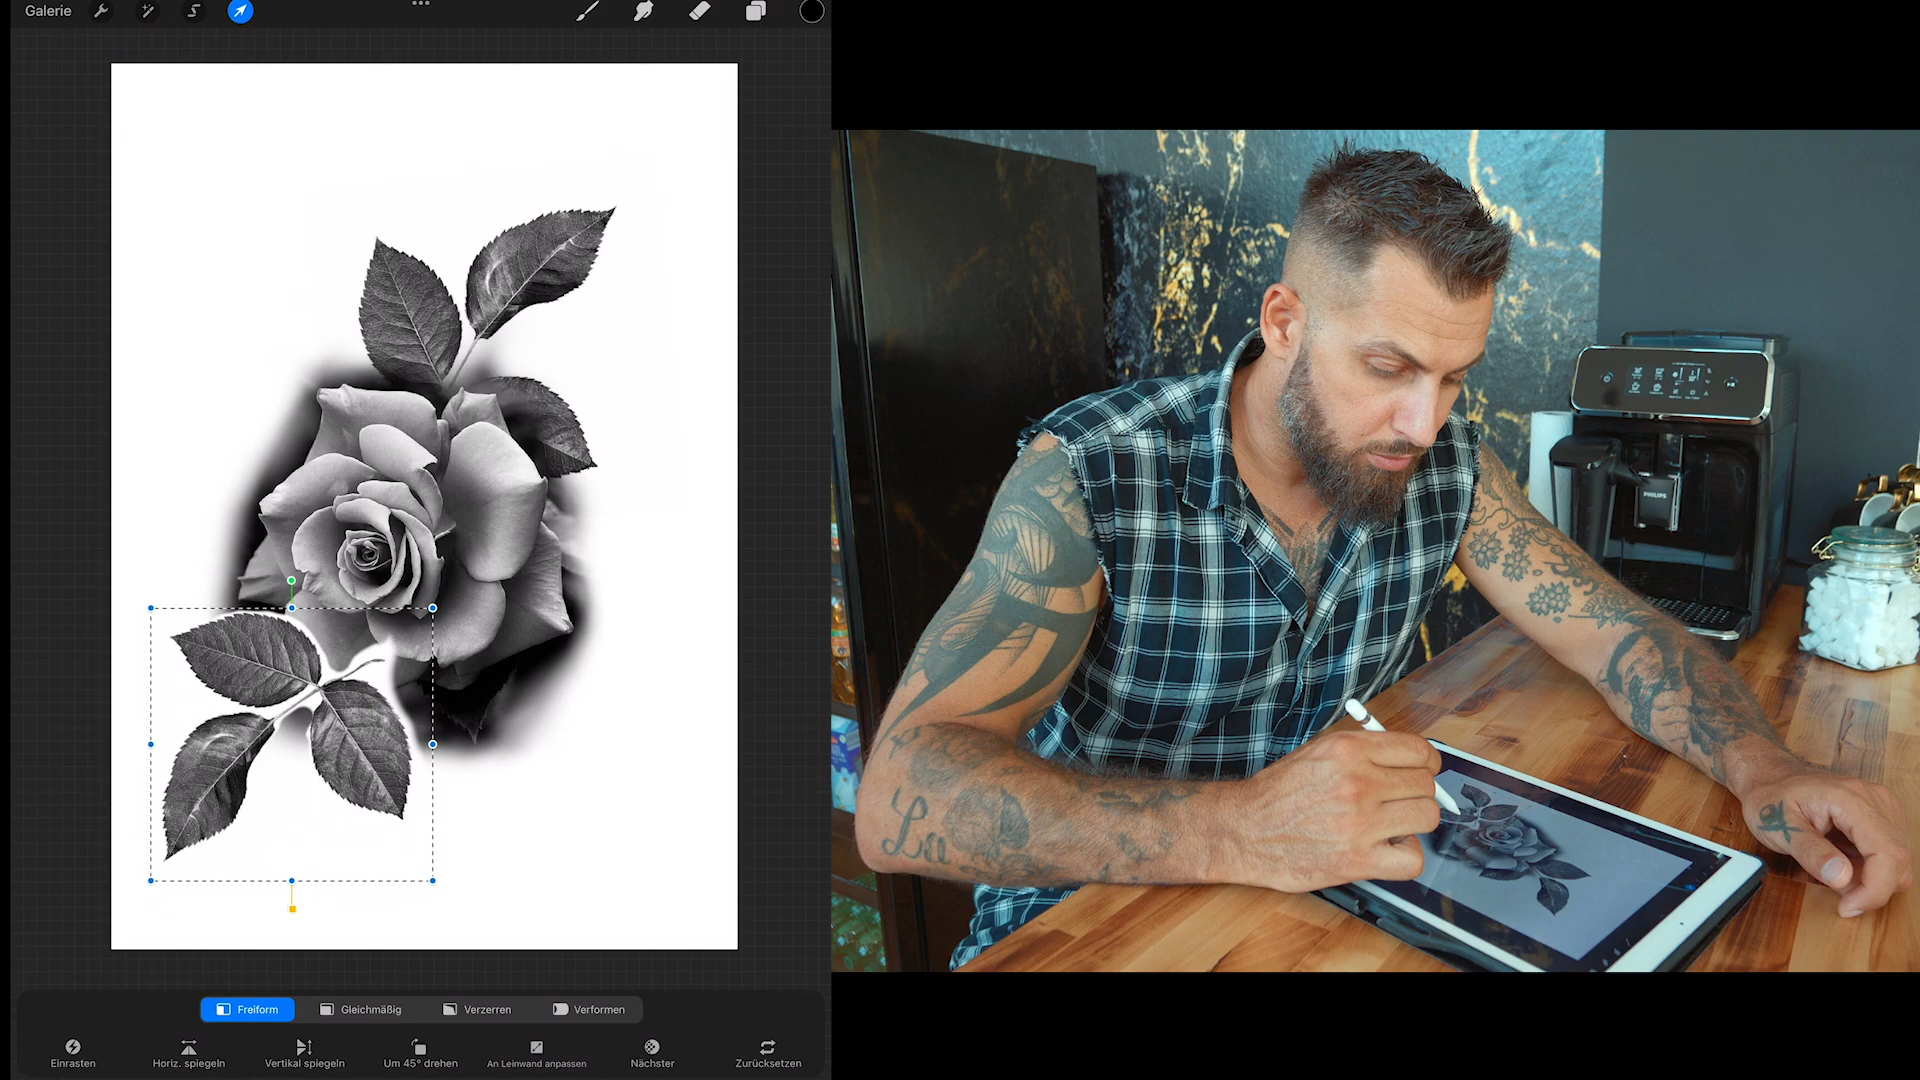 Galerie
Freiform
Gleichmäßig
Verzerren
Verformen
Einrasten
Horiz. spiegeln
Vertikal spiegeln
Um 45° drehen
An Leinwand anpassen
Nächster
Zurücksetzen
PHILIPS